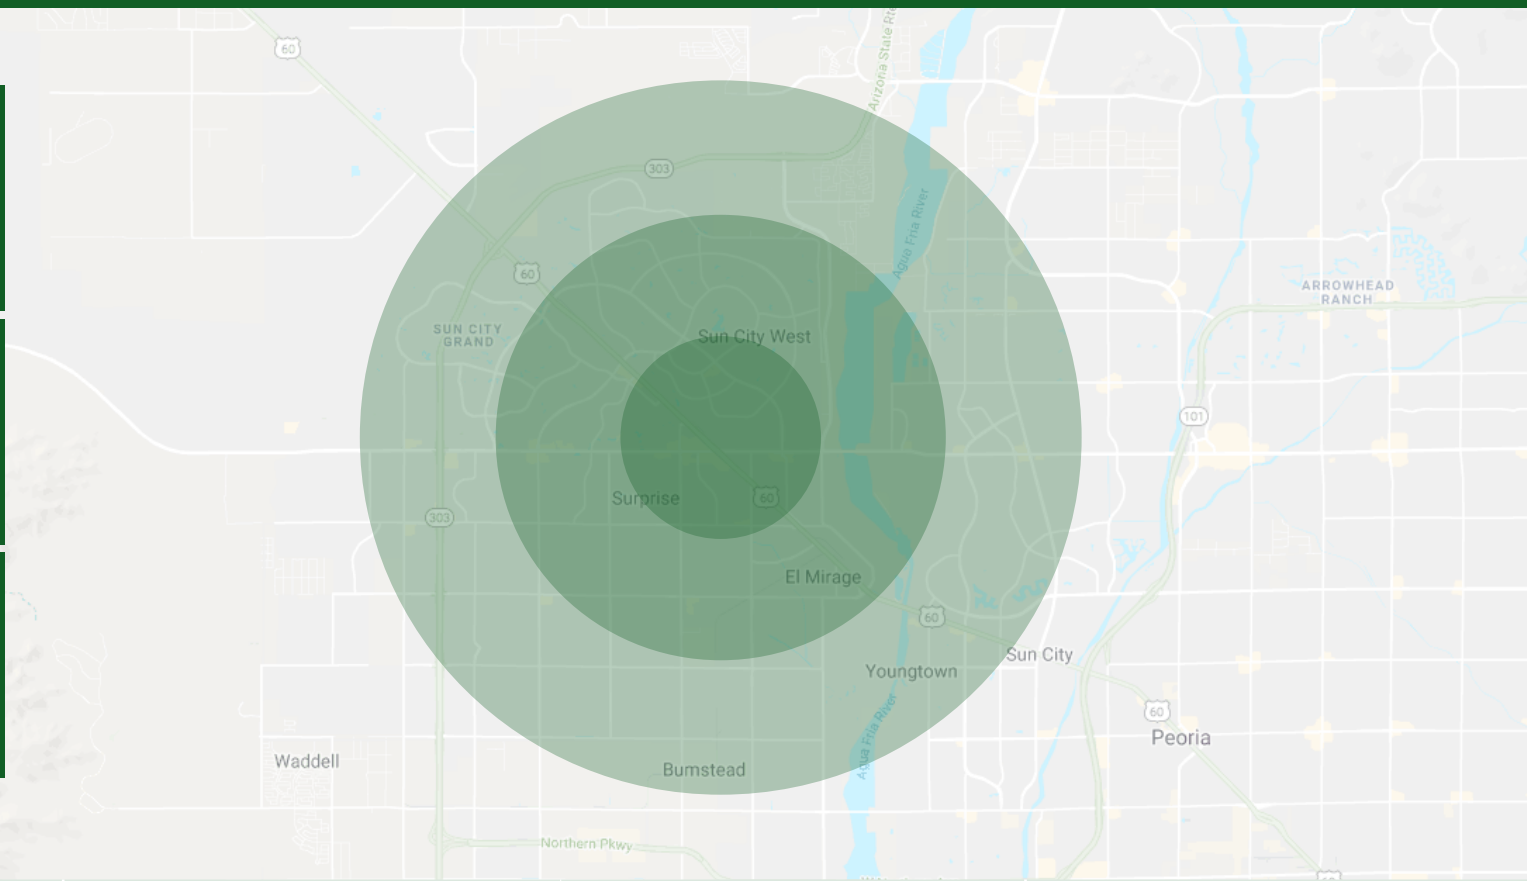 60
Arizona State Rte
303
Agua Fria River
60
ARROWHEAD
RANCH
SUN CITY
GRAND
Sun City West
101
Surprise
60
303
El Mirage
60
Sun City
Youngtown
60
Agua Fria River
Peoria
Waddell
Bumstead
Northern Pkwy